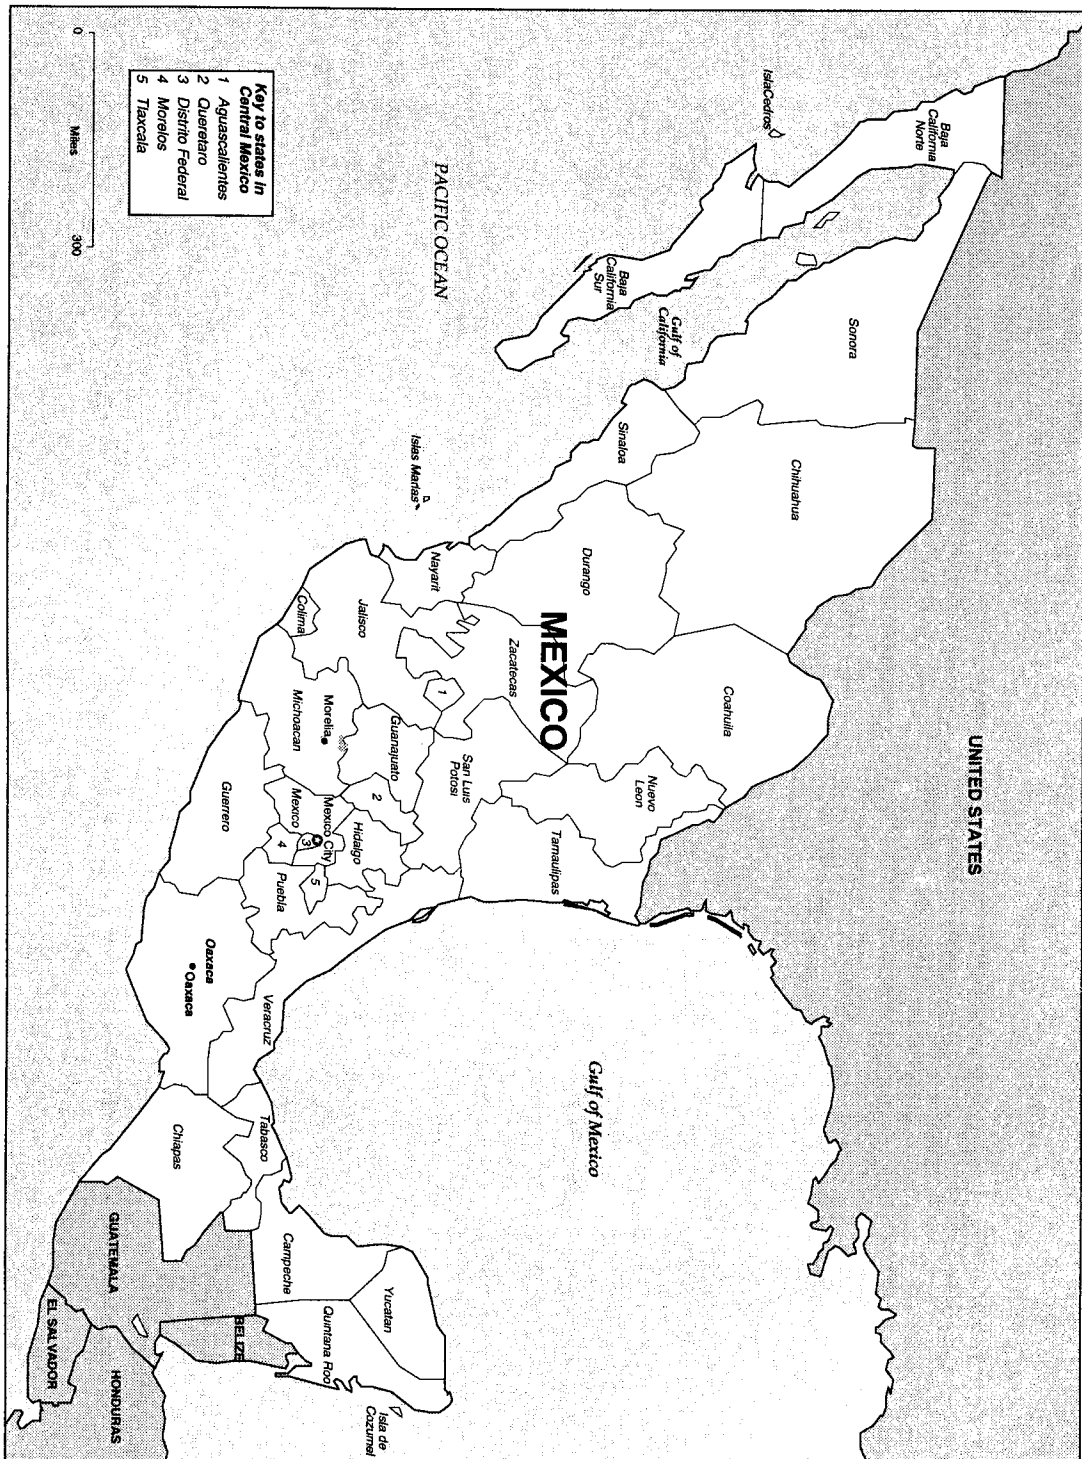 UNITED STATES
Baja
California
Norte
Sonora
Chihuahua
Coahuila
IslaCedros
Baja
California
Sur
Gulf of
California
Nuevo
Leon
Sinaloa
Durango
MEXICO
Tamaulipas
Gulf of Mexico
Zacatecas
San Luis
Potosi
PACIFIC OCEAN
Islas Marias
Nayarit
1
Jalisco
Guanajuato
2
Hidalgo
Colima
Michoacan
Morelia
Mexico
Mexico City
3
4
5
Puebla
Guerrero
Veracruz
Oaxaca
Oaxaca
Tabasco
Chiapas
Campeche
Yucatan
Quintana Roo
Isla de
Cozumel
BELIZE
GUATEMALA
EL SALVADOR
HONDURAS
Key to states in
Central Mexico
1 Aguascalientes
2 Queretaro
3 Distrito Federal
4 Morelos
5 Tlaxcala
0
Miles
300